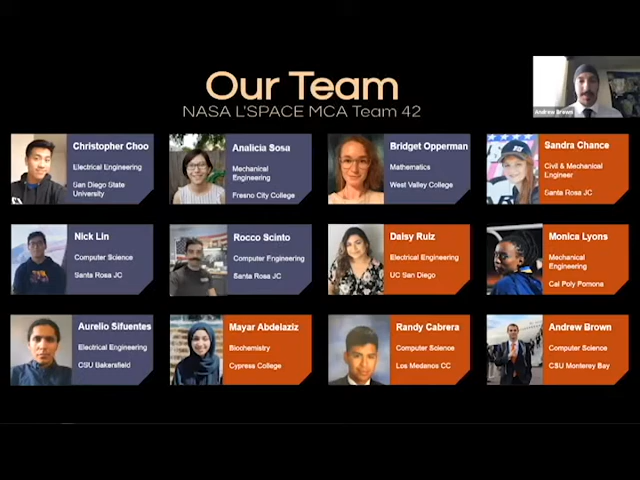 Our Team
NASA L'SPACE MCA Team 42
Andrew Brown
Christopher Choo
Electrical Engineering
San Diego State
University
Analicia Sosa
Mechanical
Engineering
Fresno City College
Bridget Opperman
Mathematics
West Valley College
Sandra Chance
Civil & Mechanical
Engineer
Santa Rosa JC
Nick Lin
Computer Science
Santa Rosa JC
Rocco Scinto
Computer Engineering
Santa Rosa JC
Daisy Ruiz
Electrical Engineering
UC San Diego
Monica Lyons
Mechanical
Engineering
Cal Poly Pomona
Aurelio Sifuentes
Electrical Engineering
CSU Bakersfield
Mayar Abdelaziz
Biochemistry
Cypress College
Randy Cabrera
Computer Science
Los Medanos CC
Andrew Brown
Computer Science
CSU Monterey Bay